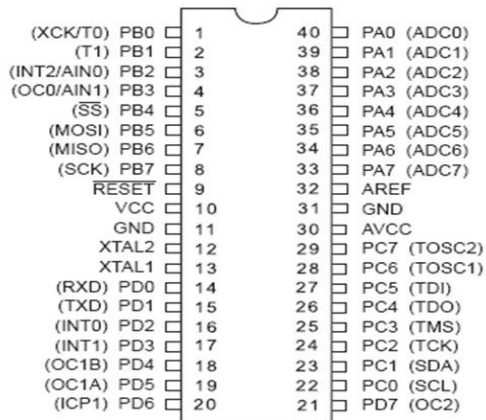 (XCK/T0) PB0 1 40 PA0 (ADC0)
(T1) PB1 2 39 PA1 (ADC1)
(INT2/AIN0) PB2 3 38 PA2 (ADC2)
(OC0/AIN1) PB3 4 37 PA3 (ADC3)
(SS) PB4 5 36 PA4 (ADC4)
(MOSI) PB5 6 35 PA5 (ADC5)
(MISO) PB6 7 34 PA6 (ADC6)
(SCK) PB7 8 33 PA7 (ADC7)
RESET 9 32 AREF
VCC 10 31 GND
GND 11 30 AVCC
XTAL2 12 29 PC7 (TOSC2)
XTAL1 13 28 PC6 (TOSC1)
(RXD) PD0 14 27 PC5 (TDI)
(TXD) PD1 15 26 PC4 (TDO)
(INT0) PD2 16 25 PC3 (TMS)
(INT1) PD3 17 24 PC2 (TCK)
(OC1B) PD4 18 23 PC1 (SDA)
(OC1A) PD5 19 22 PC0 (SCL)
(ICP1) PD6 20 21 PD7 (OC2)